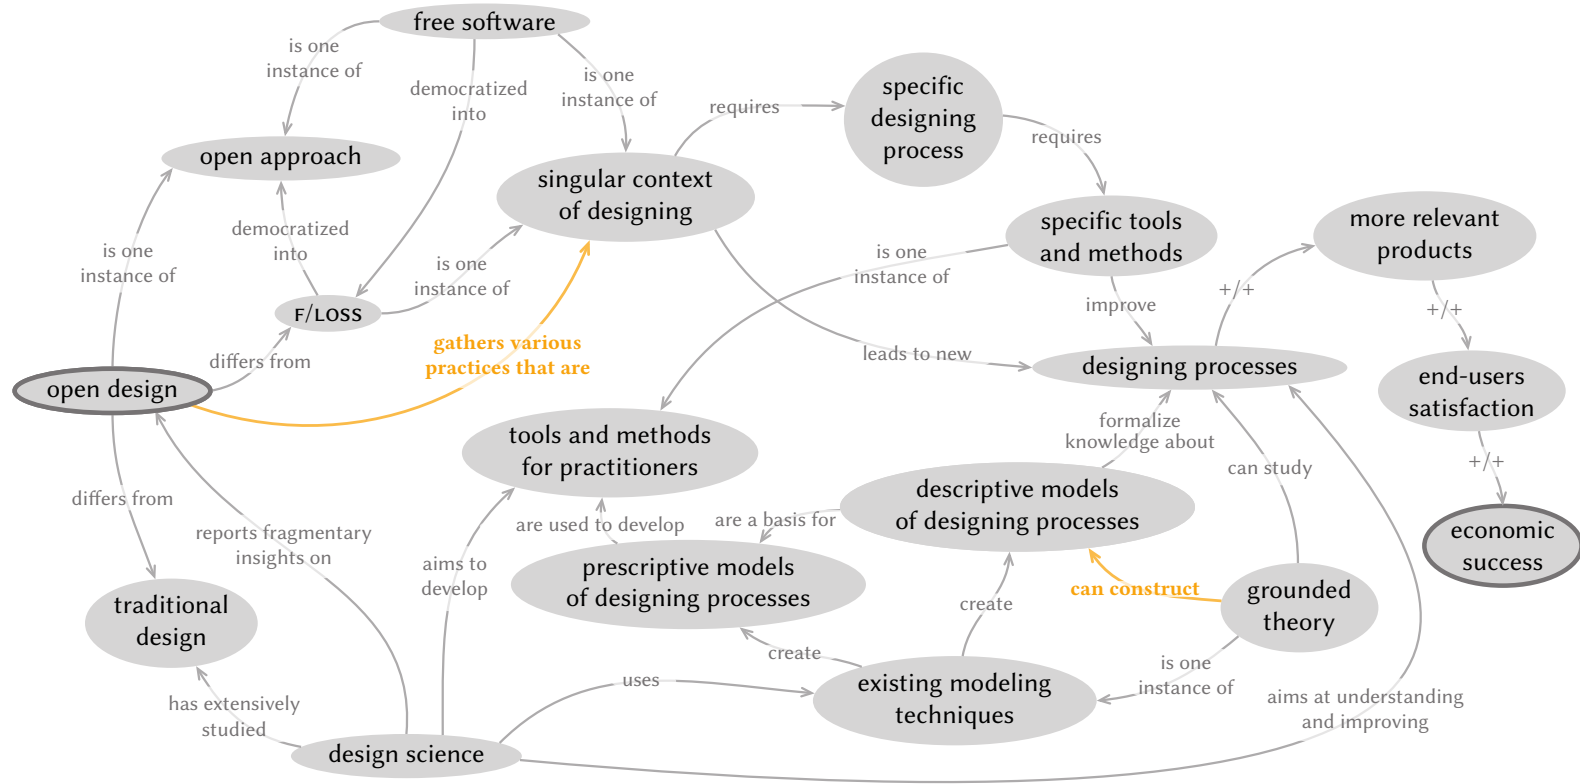 free software
is one
instance of
democratized
into
is one
instance of
open approach
requires
specific
designing
process
requires
singular context
of designing
democratized
into
is one
instance of
is one
instance of
F/LOSS
is one
instance of
specific tools
and methods
more relevant
products
improve
+/+
+/+
gathers various
practices that are
differs from
leads to new
designing processes
open design
end-users
satisfaction
tools and methods
for practitioners
formalize
knowledge about
can study
+/+
differs from
descriptive models
of designing processes
reports fragmentary
insights on
are used to develop
are a basis for
economic
success
aims to
develop
prescriptive models
of designing processes
can construct
grounded
theory
traditional
design
create
create
is one
instance of
uses
existing modeling
techniques
has extensively
studied
aims at understanding
and improving
design science